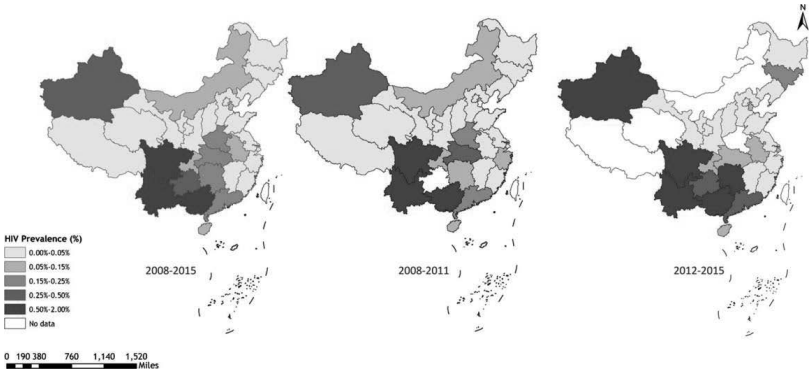 N
HIV Prevalence (%)
0.00%-0.05%
0.05%-0.15%
0.15%-0.25%
0.25%-0.50%
0.50%-2.00%
No data
2008-2015
2008-2011
2012-2015
0 190 380 760 1,140 1,520
Miles